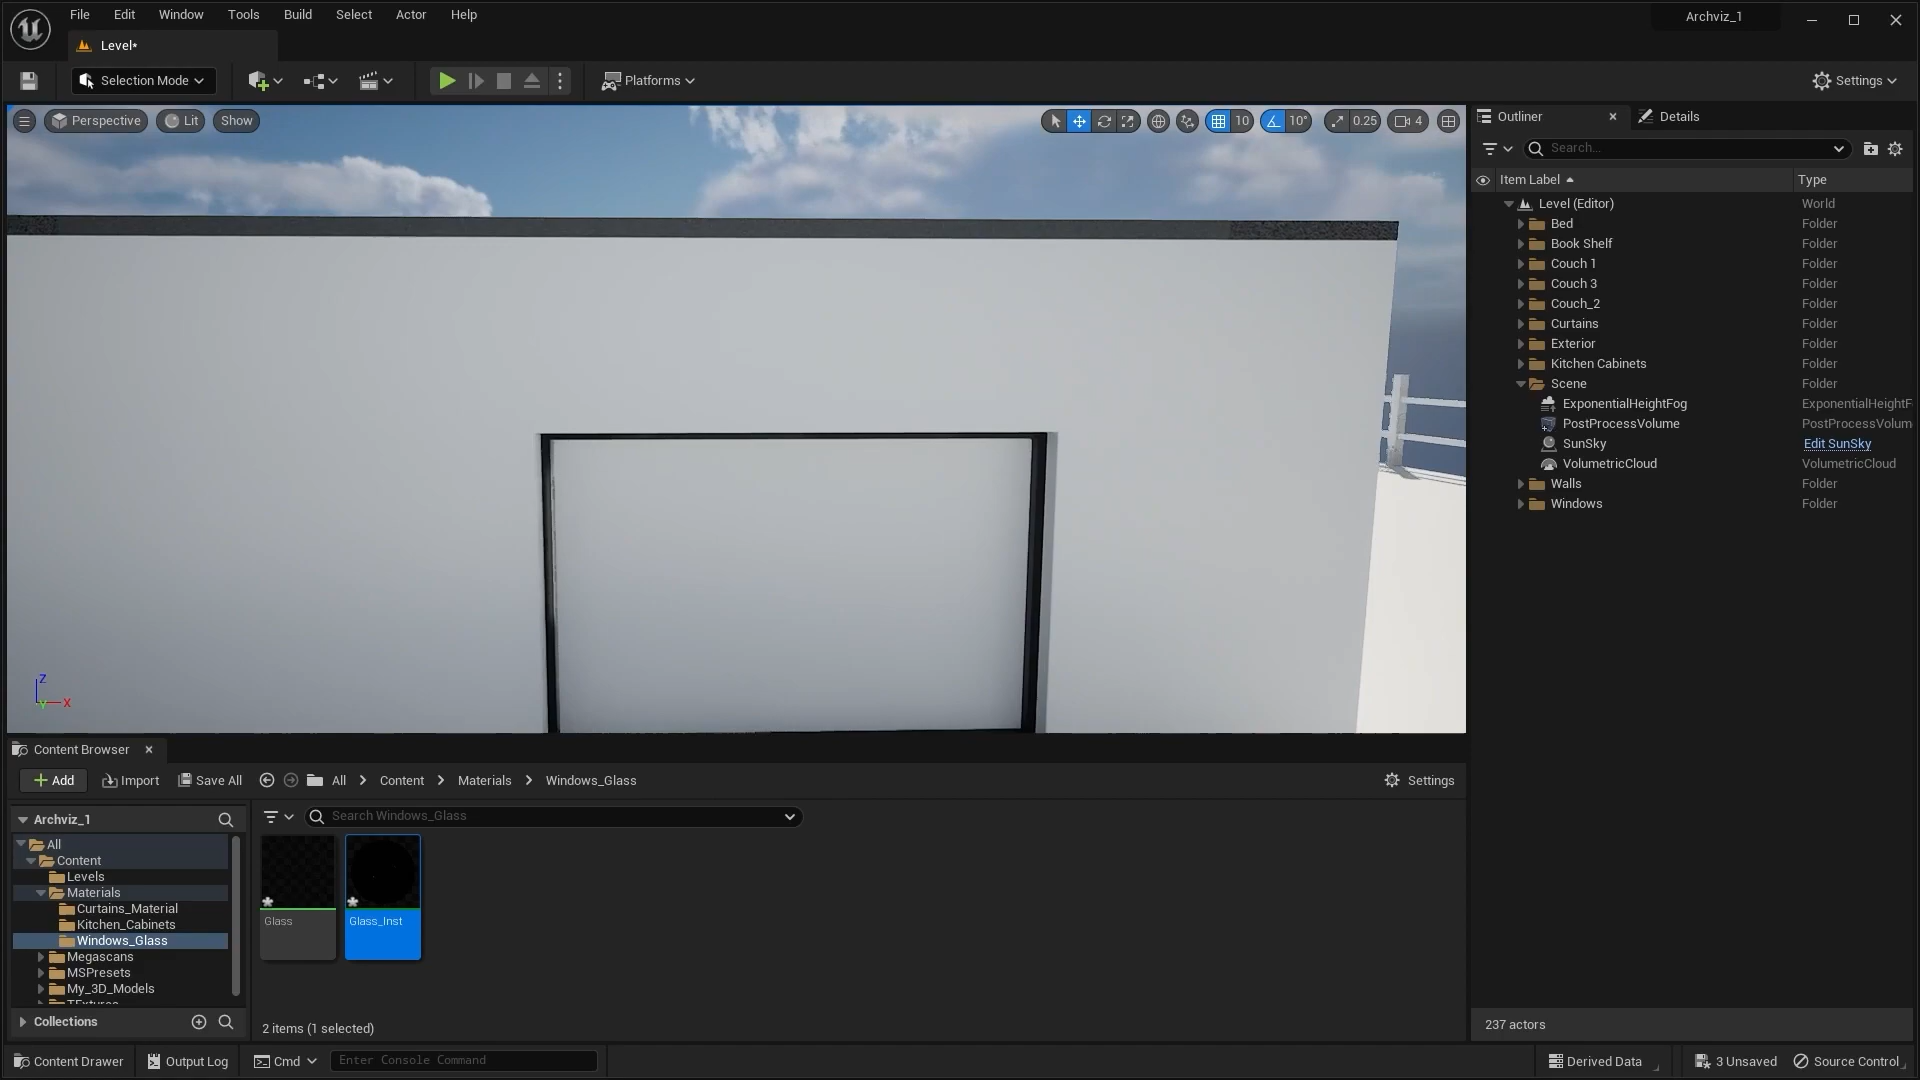 File Edit Window Tools Build Select Actor Help
Archviz_1
Level*
Selection Mode
Platforms
Settings
Perspective Lit Show
10 10° 0.25 4
Outliner Details
Search...
Item Label Type
Level (Editor) World
Bed Folder
Book Shelf Folder
Couch 1 Folder
Couch 3 Folder
Couch_2 Folder
Curtains Folder
Exterior Folder
Kitchen Cabinets Folder
Scene Folder
ExponentialHeightFog ExponentialHeightF
PostProcessVolume PostProcessVolum
SunSky Edit SunSky
VolumetricCloud VolumetricCloud
Walls Folder
Windows Folder
237 actors
Z
Y
X
Content Browser
Add Import Save All All Content Materials Windows_Glass Settings
Archviz_1
Search Windows_Glass
All
Content
Levels
Materials
Curtains_Material
Kitchen_Cabinets
Windows_Glass
Megascans
MSPresets
My_3D_Models
Collections
Glass
Glass_Inst
2 items (1 selected)
Content Drawer Output Log Cmd Enter Console Command Derived Data 3 Unsaved Source Control